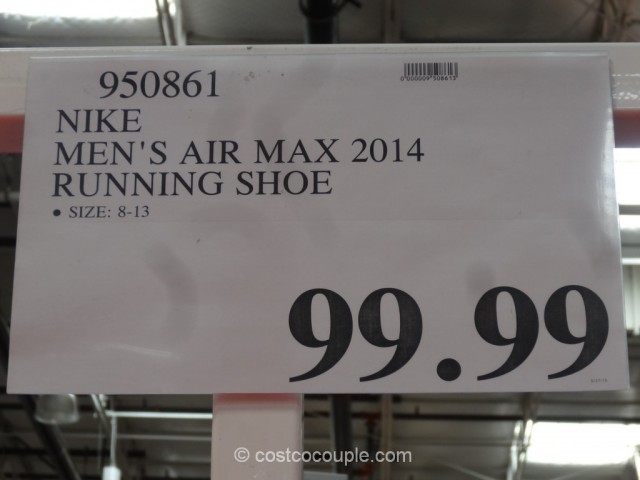 950861
NIKE
MEN'S AIR MAX 2014
RUNNING SHOE
• SIZE: 8-13
99.99
© costcocouple.com